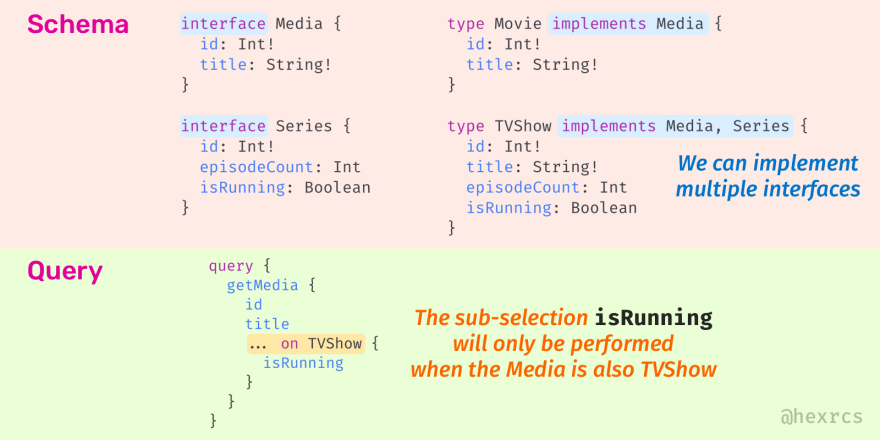 Schema
interface Media {
  id: Int!
  title: String!
}
type Movie implements Media {
  id: Int!
  title: String!
}
interface Series {
  id: Int!
  episodeCount: Int
  isRunning: Boolean
}
type TVShow implements Media, Series {
  id: Int!
  title: String!
  episodeCount: Int
  isRunning: Boolean
}
We can implement
multiple interfaces
Query
query {
  getMedia {
    id
    title
    ... on TVShow {
      isRunning
    }
  }
}
The sub-selection isRunning
will only be performed
when the Media is also TVShow
@hexrcs